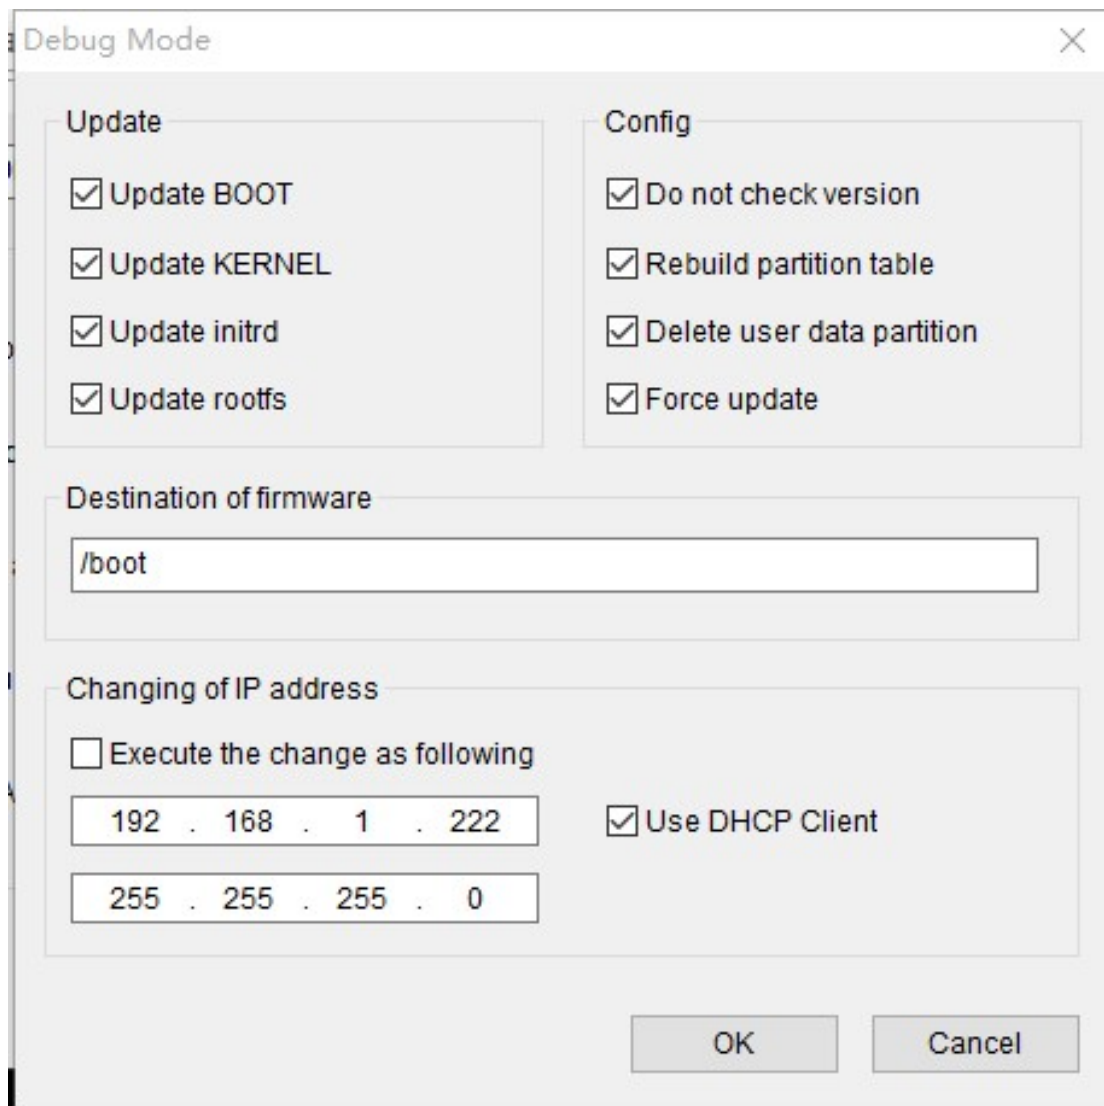 Debug Mode
Update
Update BOOT
Update KERNEL
Update initrd
Update rootfs
Config
Do not check version
Rebuild partition table
Delete user data partition
Force update
Destination of firmware
/boot
Changing of IP address
Execute the change as following
192 . 168 . 1 . 222
Use DHCP Client
255 . 255 . 255 . 0
OK
Cancel